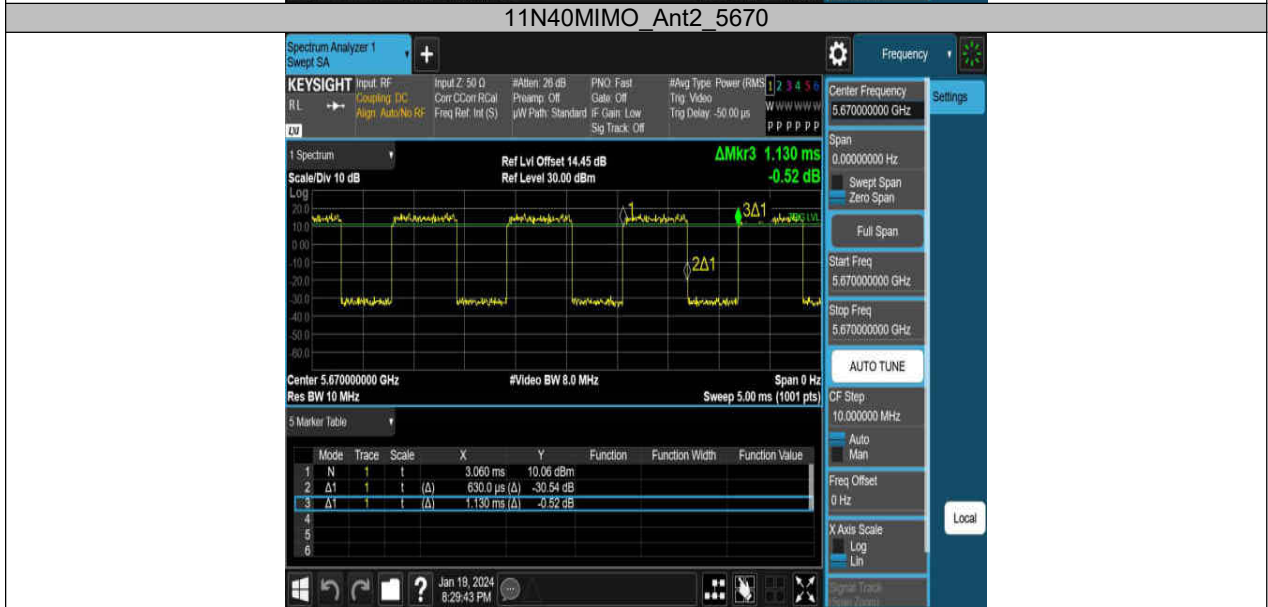 11N40MIMO_Ant2_5670
Spectrum Analyzer 1
Swept SA
+
Frequency
KEYSIGHT
RL
LXI
Input: RF
Coupling: DC
Align: Auto/No RF
Input Z: 50 Ω
Corr CCorr RCal
Freq Ref: Int (S)
#Atten: 26 dB
Preamp: Off
µW Path: Standard
PNO: Fast
Gate: Off
IF Gain: Low
Sig Track: Off
#Avg Type: Power (RMS
Trig: Video
Trig Delay: -50.00 µs
1 2 3 4 5 6
W W W W W W
P P P P P P
Center Frequency
5.670000000 GHz
Settings
1 Spectrum
Scale/Div 10 dB
Ref Lvl Offset 14.45 dB
Ref Level 30.00 dBm
ΔMkr3 1.130 ms
-0.52 dB
Log
20.0
10.0
0.00
-10.0
-20.0
-30.0
-40.0
-50.0
-60.0
1
2Δ1
3Δ1
TRIG LVL
Center 5.670000000 GHz
Res BW 10 MHz
#Video BW 8.0 MHz
Span 0 Hz
Sweep 5.00 ms (1001 pts)
Span
0.00000000 Hz
Swept Span
Zero Span
Full Span
Start Freq
5.670000000 GHz
Stop Freq
5.670000000 GHz
AUTO TUNE
CF Step
10.000000 MHz
Auto
Man
Freq Offset
0 Hz
X Axis Scale
Log
Lin
Signal Track
(Span Zoom)
Local
5 Marker Table
Mode Trace Scale X Y Function Function Width Function Value
1 N 1 t 3.060 ms 10.06 dBm
2 Δ1 1 t (Δ) 630.0 µs (Δ) -30.54 dB
3 Δ1 1 t (Δ) 1.130 ms (Δ) -0.52 dB
4
5
6
?
Jan 19, 2024
8:29:43 PM